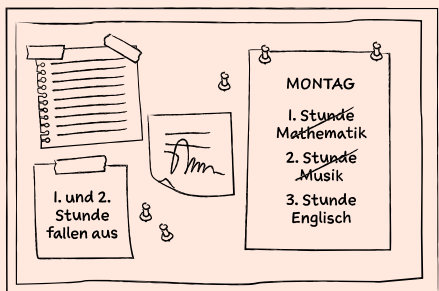 1. und 2.
Stunde
fallen aus
MONTAG
1. Stunde
Mathematik
2. Stunde
Musik
3. Stunde
Englisch